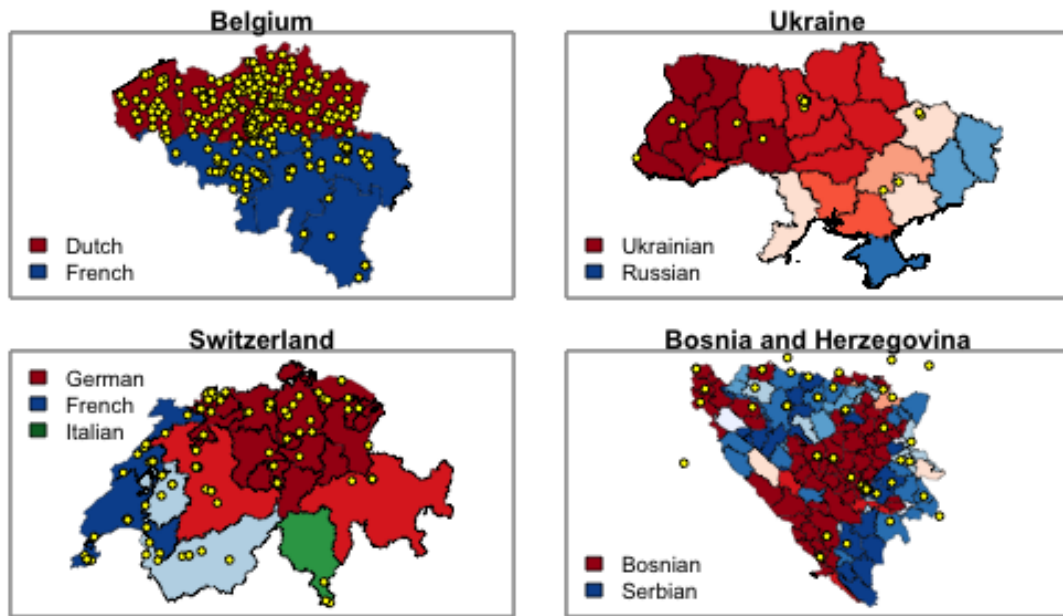 Belgium
Dutch
French
Ukraine
Ukrainian
Russian
Switzerland
German
French
Italian
Bosnia and Herzegovina
Bosnian
Serbian